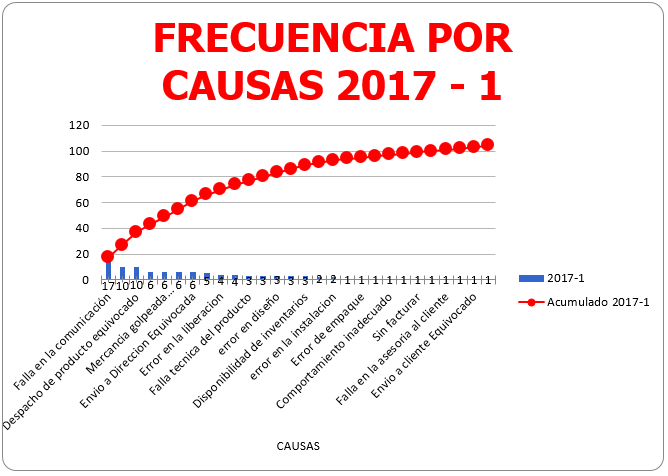 FRECUENCIA POR
CAUSAS 2017 - 1
120
100
80
60
40
20
0
17 10 10 6 6 6 6 5 4 4 3 3 3 3 3 2 2 1 1 1 1 1 1 1 1 1 1 1
Falla en la comunicación
Despacho de producto equivocado
Mercancia golpeada...
Envio a Direccion Equivocada
Error en la liberacion
Falla tecnica del producto
error en diseño
Disponibilidad de inventarios
error en la instalacion
Error de empaque
Comportamiento Inadecuado
Sin facturar
Falla en la asesoria al cliente
Envio a cliente Equivocado
CAUSAS
2017-1
Acumulado 2017-1